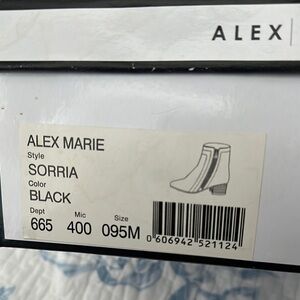 ALEX
ALEX MARIE
Style
SORRIA
Color
BLACK
Dept Mic Size
665 400 095M
0 606942 521124